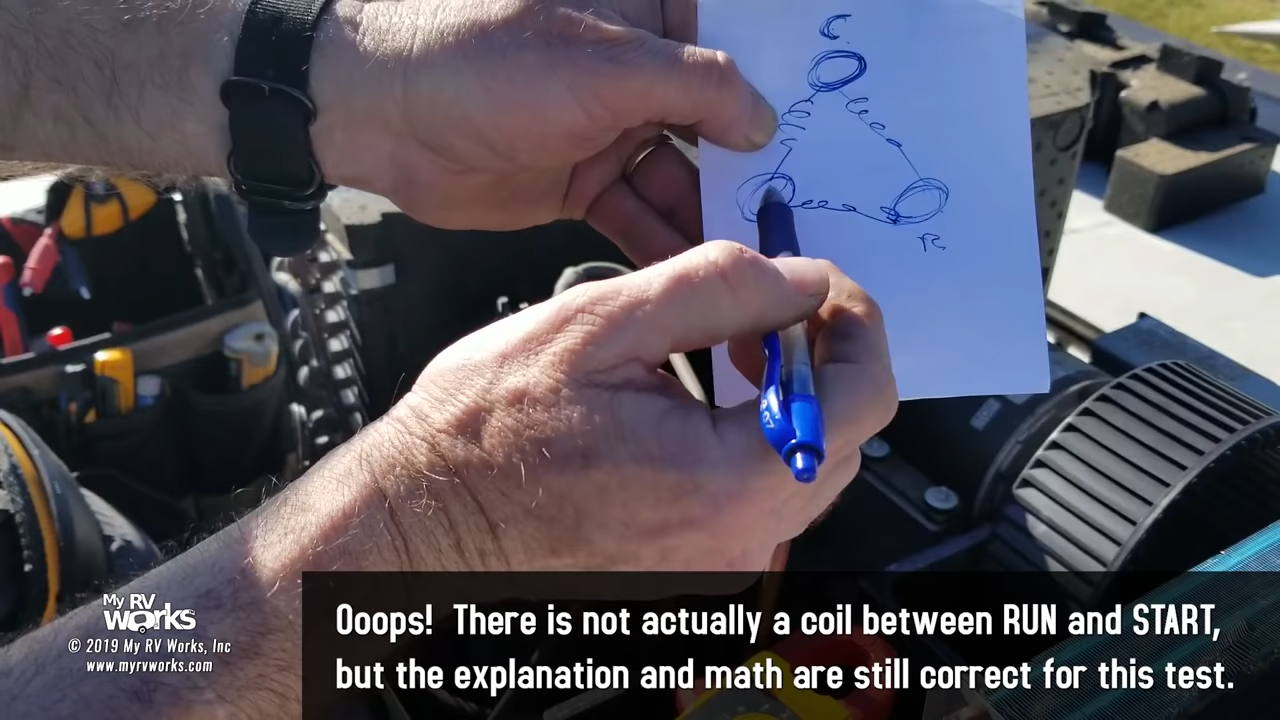 C
R
Ooops! There is not actually a coil between RUN and START,
but the explanation and math are still correct for this test.
My RV
Works
© 2019 My RV Works, Inc
www.myrvworks.com